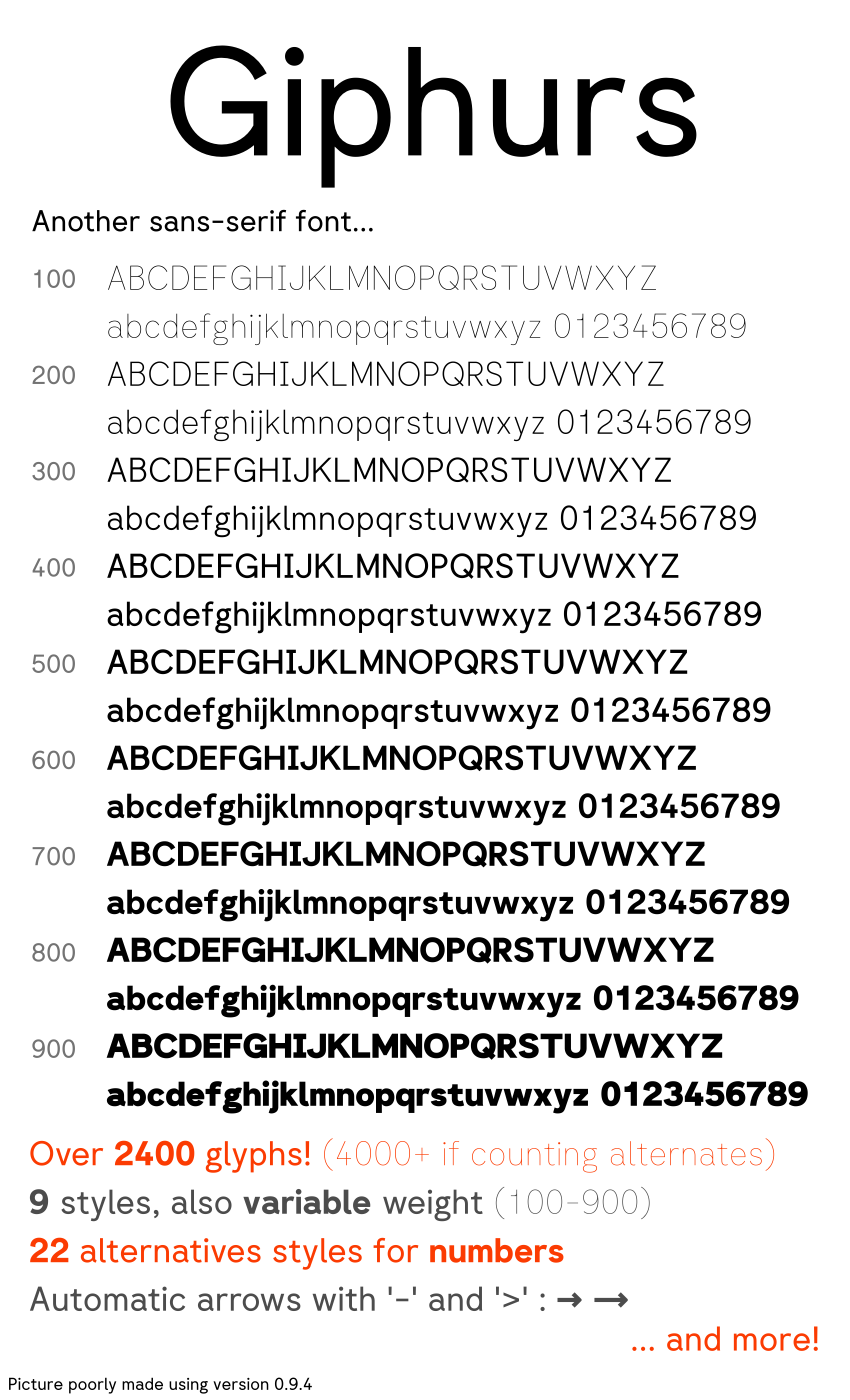 Giphurs
Another sans-serif font...
100 ABCDEFGHIJKLMNOPQRSTUVWXYZ
abcdefghijklmnopqrstuvwxyz 0123456789
200 ABCDEFGHIJKLMNOPQRSTUVWXYZ
abcdefghijklmnopqrstuvwxyz 0123456789
300 ABCDEFGHIJKLMNOPQRSTUVWXYZ
abcdefghijklmnopqrstuvwxyz 0123456789
400 ABCDEFGHIJKLMNOPQRSTUVWXYZ
abcdefghijklmnopqrstuvwxyz 0123456789
500 ABCDEFGHIJKLMNOPQRSTUVWXYZ
abcdefghijklmnopqrstuvwxyz 0123456789
600 ABCDEFGHIJKLMNOPQRSTUVWXYZ
abcdefghijklmnopqrstuvwxyz 0123456789
700 ABCDEFGHIJKLMNOPQRSTUVWXYZ
abcdefghijklmnopqrstuvwxyz 0123456789
800 ABCDEFGHIJKLMNOPQRSTUVWXYZ
abcdefghijklmnopqrstuvwxyz 0123456789
900 ABCDEFGHIJKLMNOPQRSTUVWXYZ
abcdefghijklmnopqrstuvwxyz 0123456789
Over 2400 glyphs! (4000+ if counting alternates)
9 styles, also variable weight (100-900)
22 alternatives styles for numbers
Automatic arrows with '-' and '>' : → ⟶
... and more!
Picture poorly made using version 0.9.4